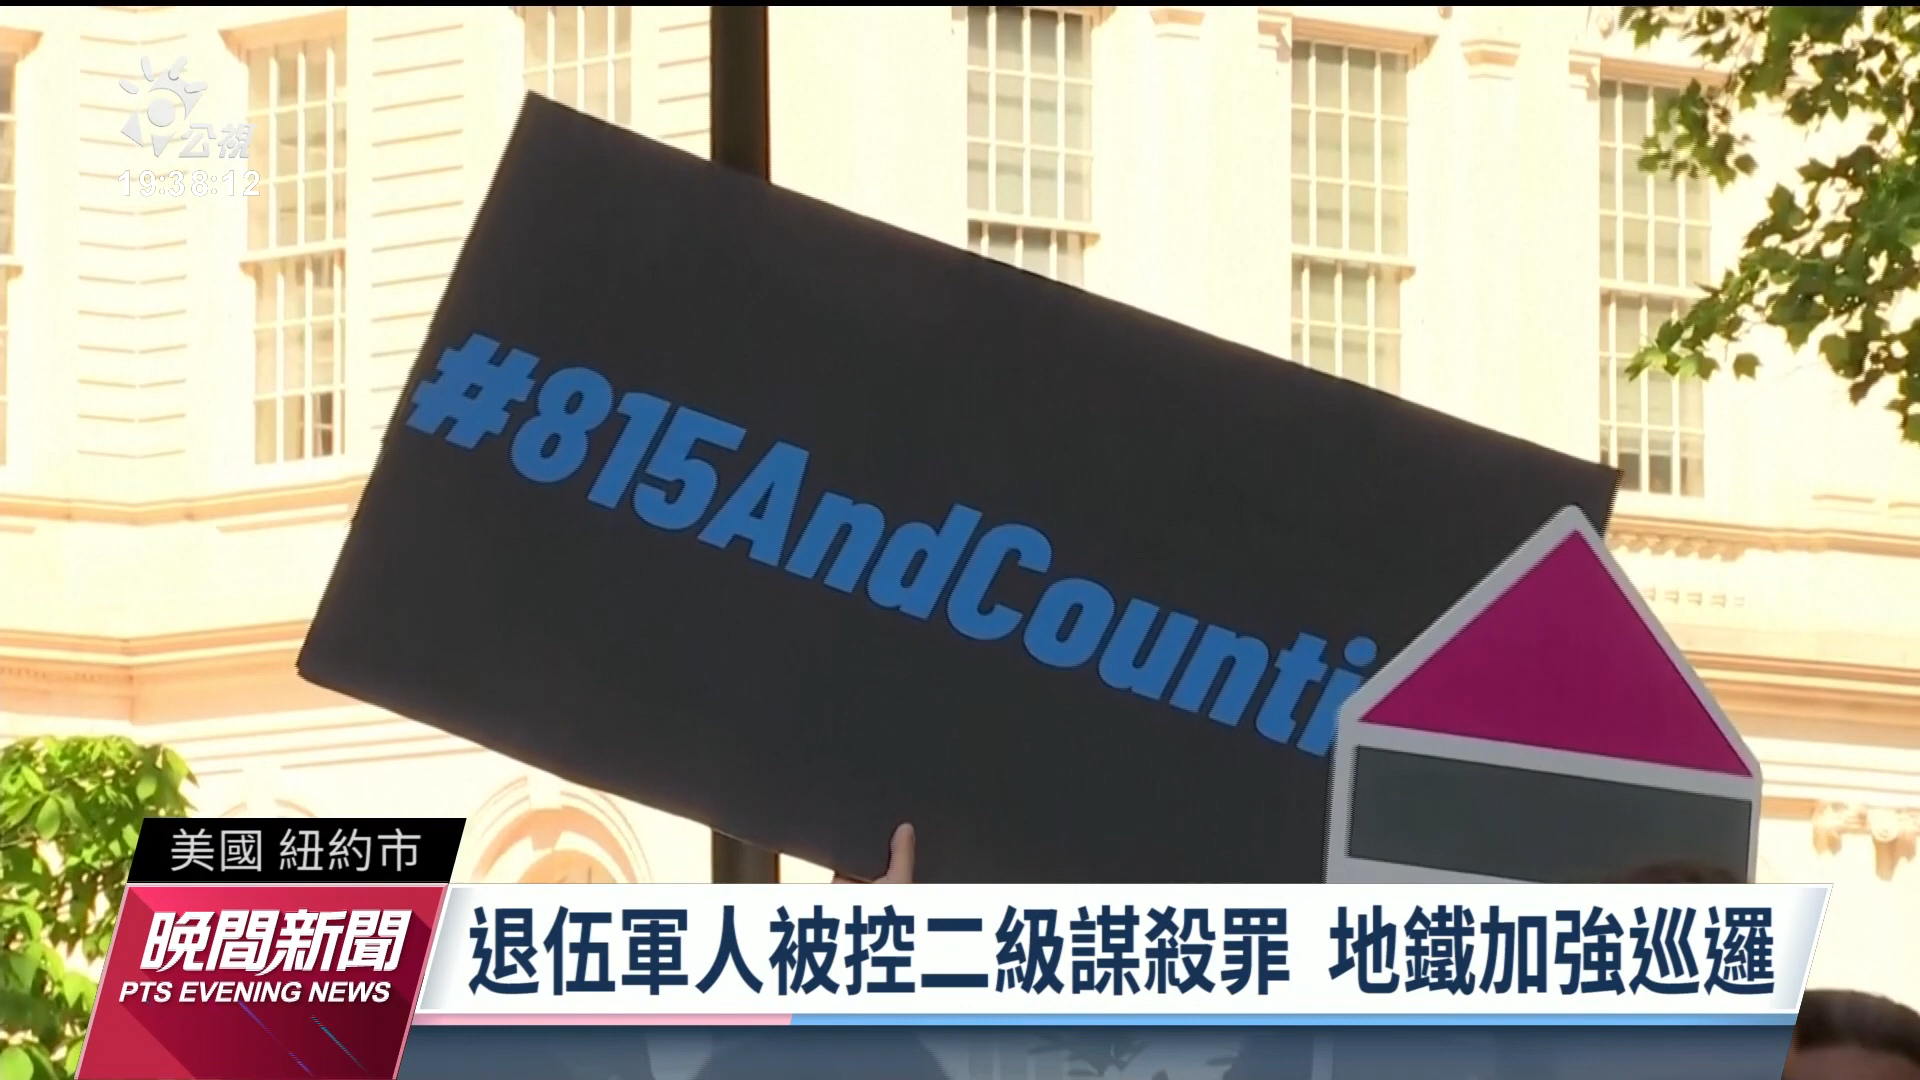 公視
19:38:12
#815AndCounti
美國 紐約市
晚間新聞
PTS EVENING NEWS
退伍軍人被控二級謀殺罪 地鐵加強巡邏